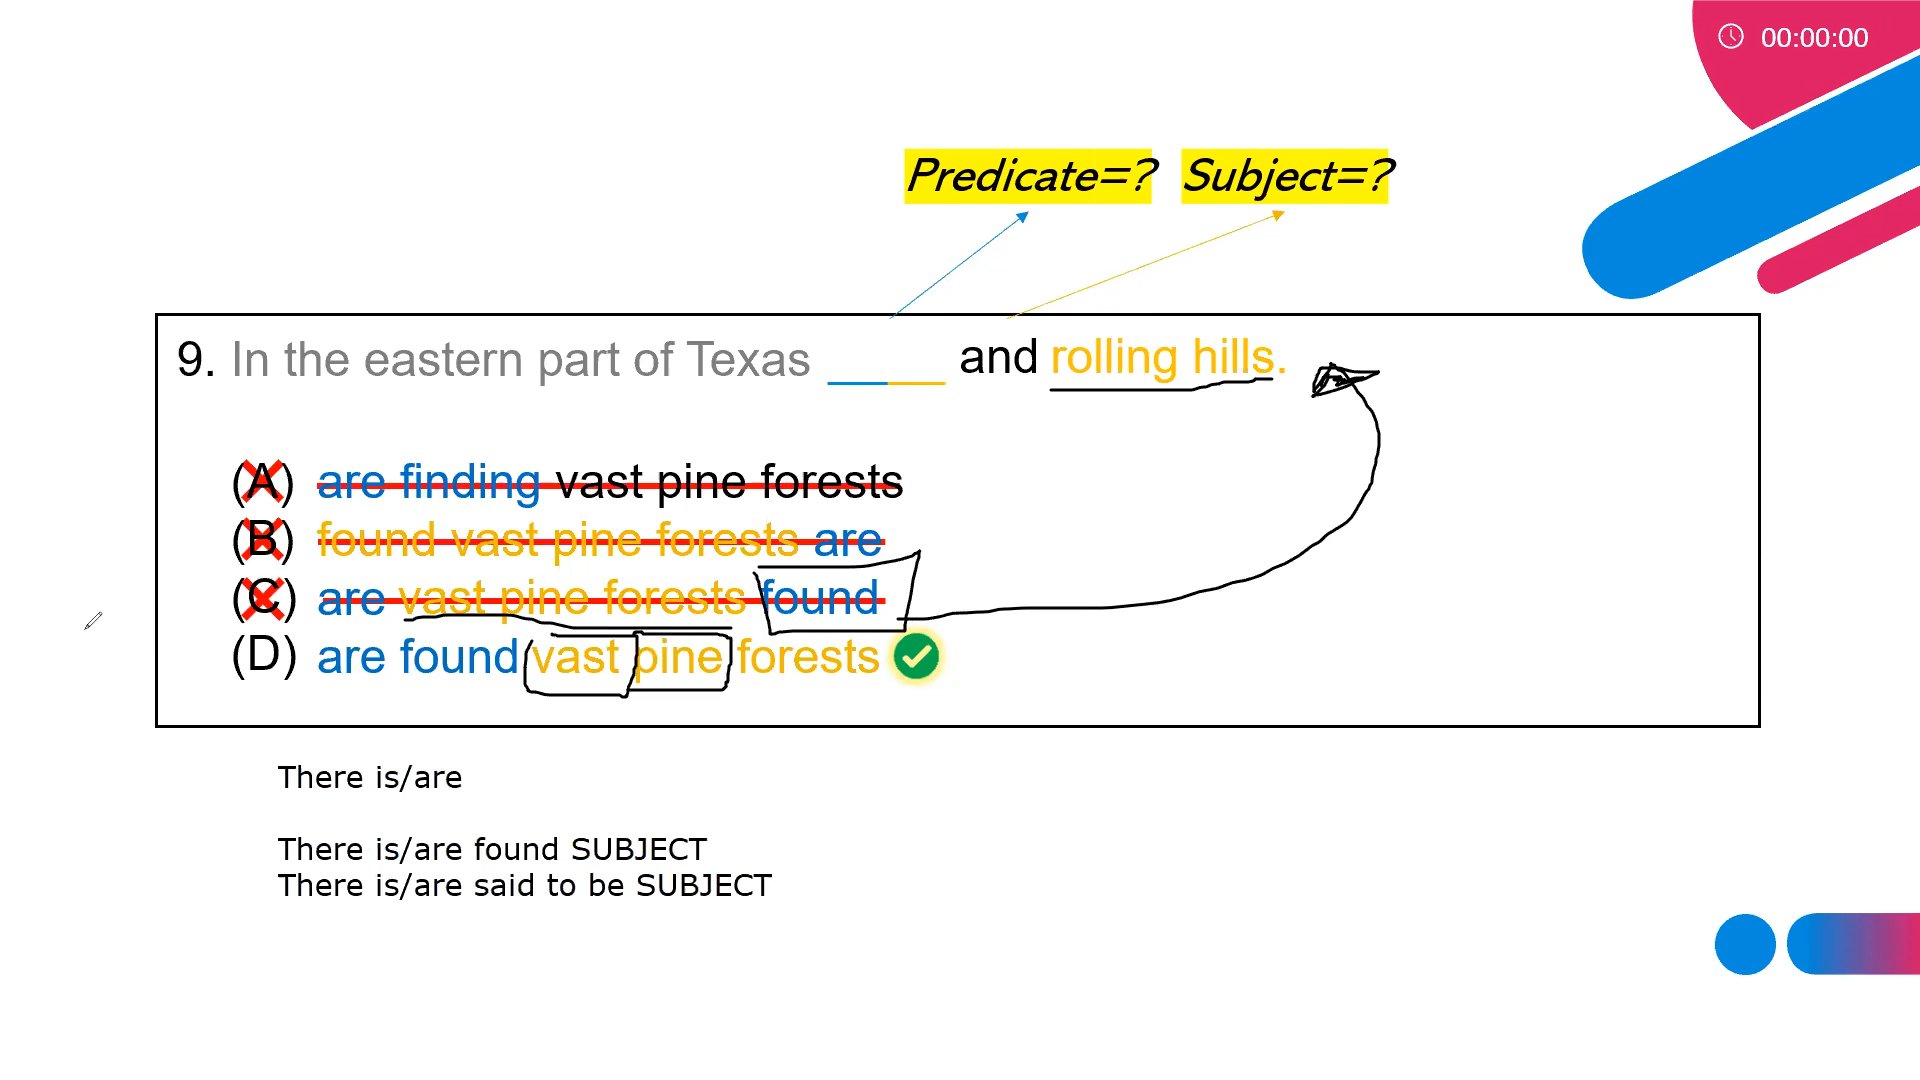 00:00:00
Predicate=? Subject=?
9. In the eastern part of Texas ____ and rolling hills.
(A) are finding vast pine forests
(B) found vast pine forests are
(C) are vast pine forests found
(D) are found vast pine forests
There is/are
There is/are found SUBJECT
There is/are said to be SUBJECT